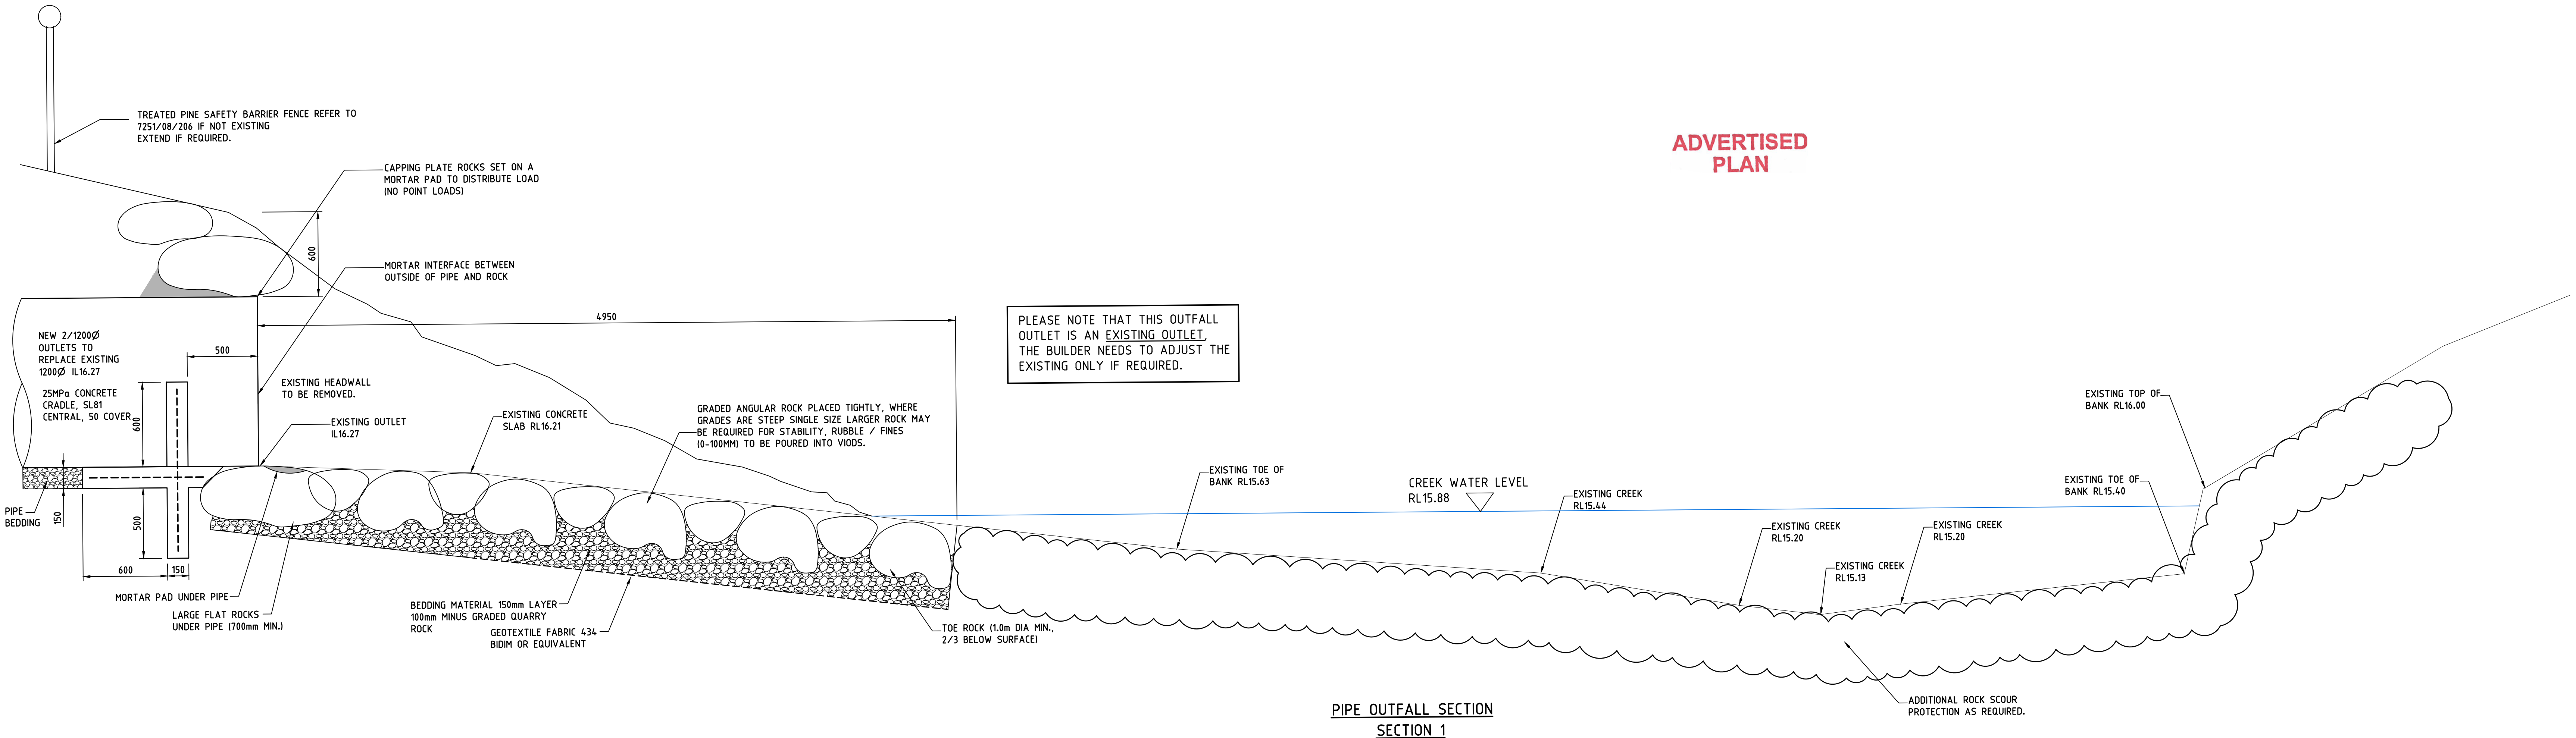 TREATED PINE SAFETY BARRIER FENCE REFER TO
7251/08/206 IF NOT EXISTING
EXTEND IF REQUIRED.
ADVERTISED
PLAN
CAPPING PLATE ROCKS SET ON A
MORTAR PAD TO DISTRIBUTE LOAD
(NO POINT LOADS)
600
MORTAR INTERFACE BETWEEN
OUTSIDE OF PIPE AND ROCK
4950
PLEASE NOTE THAT THIS OUTFALL
OUTLET IS AN EXISTING OUTLET,
THE BUILDER NEEDS TO ADJUST THE
EXISTING ONLY IF REQUIRED.
NEW 2/1200Ø
OUTLETS TO
REPLACE EXISTING
1200Ø IL16.27
500
25MPa CONCRETE
CRADLE, SL81
CENTRAL, 50 COVER
600
EXISTING HEADWALL
TO BE REMOVED.
EXISTING OUTLET
IL16.27
EXISTING CONCRETE
SLAB RL16.21
GRADED ANGULAR ROCK PLACED TIGHTLY, WHERE
GRADES ARE STEEP SINGLE SIZE LARGER ROCK MAY
BE REQUIRED FOR STABILITY, RUBBLE / FINES
(0-100MM) TO BE POURED INTO VIODS.
EXISTING TOE OF
BANK RL15.63
CREEK WATER LEVEL
RL15.88
EXISTING CREEK
RL15.44
EXISTING CREEK
RL15.20
EXISTING CREEK
RL15.13
EXISTING CREEK
RL15.20
EXISTING TOP OF
BANK RL16.00
EXISTING TOE OF
BANK RL15.40
PIPE
BEDDING
150
500
600
150
MORTAR PAD UNDER PIPE
LARGE FLAT ROCKS
UNDER PIPE (700mm MIN.)
BEDDING MATERIAL 150mm LAYER
100mm MINUS GRADED QUARRY
ROCK
GEOTEXTILE FABRIC 434
BIDIM OR EQUIVALENT
TOE ROCK (1.0m DIA MIN.,
2/3 BELOW SURFACE)
ADDITIONAL ROCK SCOUR
PROTECTION AS REQUIRED.
PIPE OUTFALL SECTION
SECTION 1